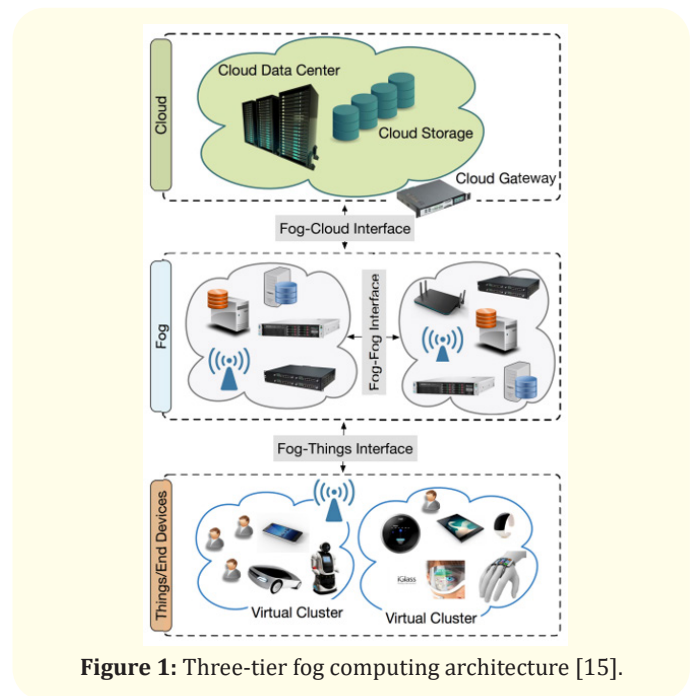 Cloud
Cloud Data Center
Cloud Storage
Cloud Gateway
Fog-Cloud Interface
Fog
Fog-Fog Interface
Fog-Things Interface
Things/End Devices
Virtual Cluster
Virtual Cluster
Figure 1: Three-tier fog computing architecture [15].